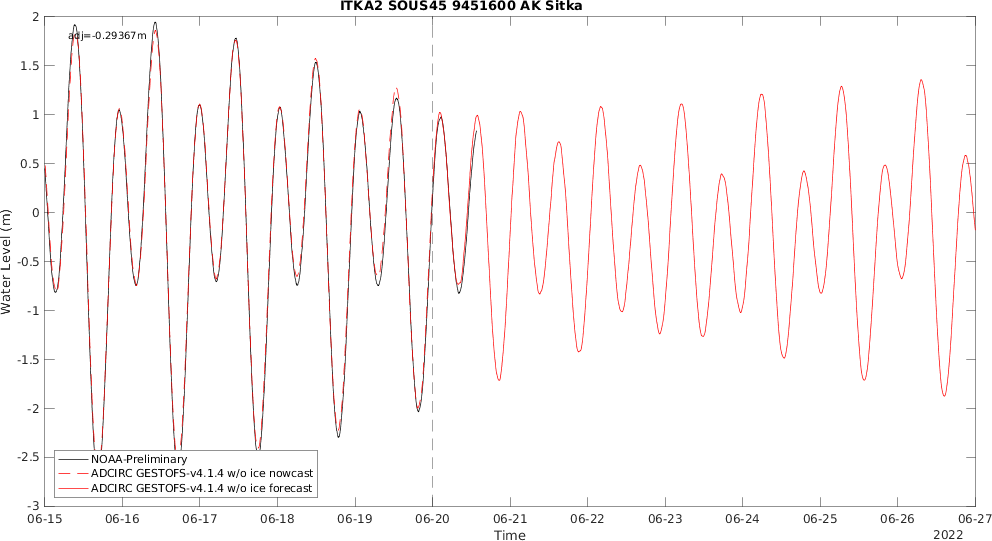 ITKA2 SOUS45 9451600 AK Sitka
adj=-0.29367m
Water Level (m)
2
1.5
1
0.5
0
-0.5
-1
-1.5
-2
-2.5
-3
NOAA-Preliminary
ADCIRC GESTOFS-v4.1.4 w/o ice nowcast
ADCIRC GESTOFS-v4.1.4 w/o ice forecast
06-15 06-16 06-17 06-18 06-19 06-20 06-21 06-22 06-23 06-24 06-25 06-26 06-27
Time
2022